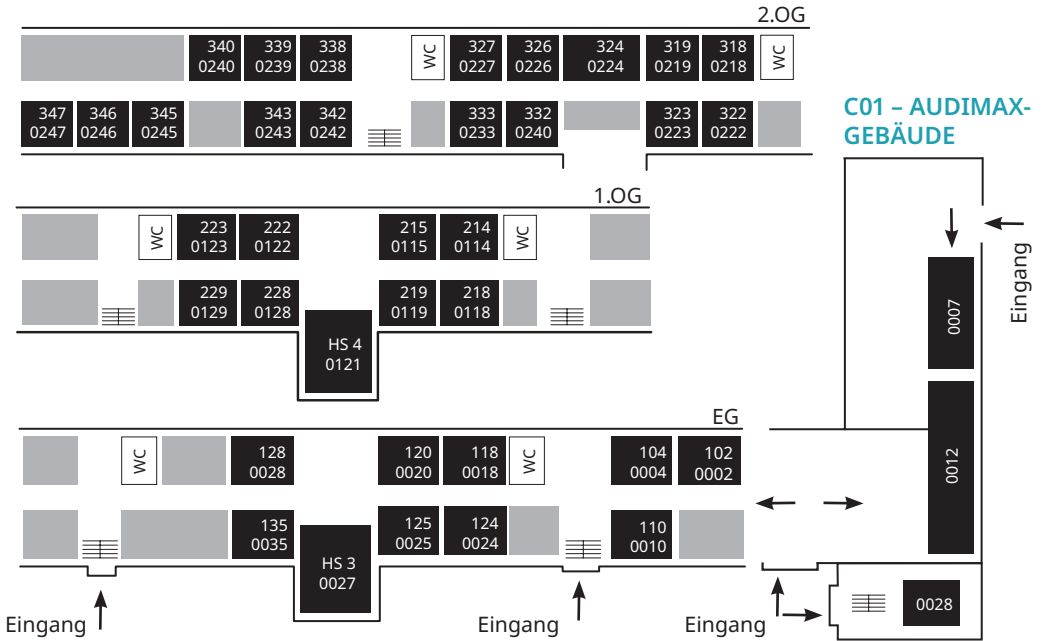 2.OG
340 339 338 WC 327 326 324 319 318 WC
0240 0239 0238 0227 0226 0224 0219 0218
347 346 345 343 342 333 332 323 322
0247 0246 0245 0243 0242 0233 0240 0223 0222
C01 – AUDIMAX-
GEBÄUDE
1.OG
WC 223 222 215 214 WC
0123 0122 0115 0114
229 228 219 218
0129 0128 0119 0118
HS 4
0121
Eingang
0007
0012
EG
WC 128 120 118 WC 104 102
0028 0020 0018 0004 0002
135 125 124 110
0035 0025 0024 0010
HS 3
0027
0028
Eingang Eingang Eingang